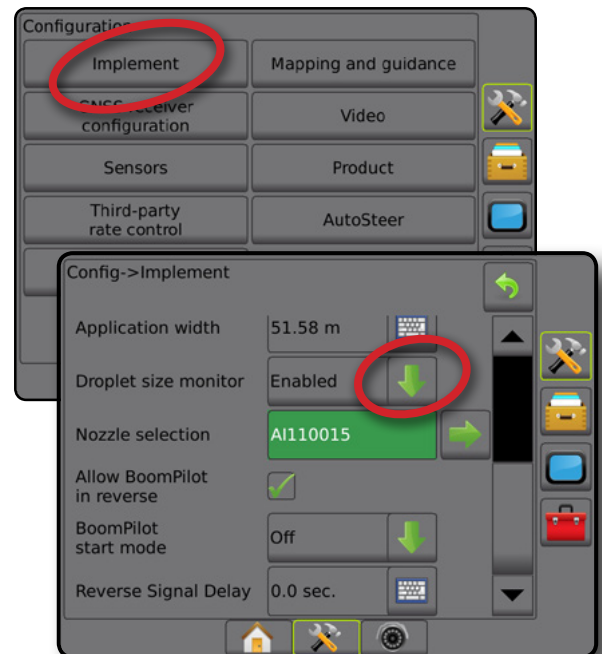 Configuration
Implement
Mapping and guidance
GNSS receiver
configuration
Video
Sensors
Product
Third-party
rate control
AutoSteer
Config->Implement
Application width
51.58 m
Droplet size monitor
Enabled
Nozzle selection
AI110015
Allow BoomPilot
in reverse
BoomPilot
start mode
Off
Reverse Signal Delay
0.0 sec.